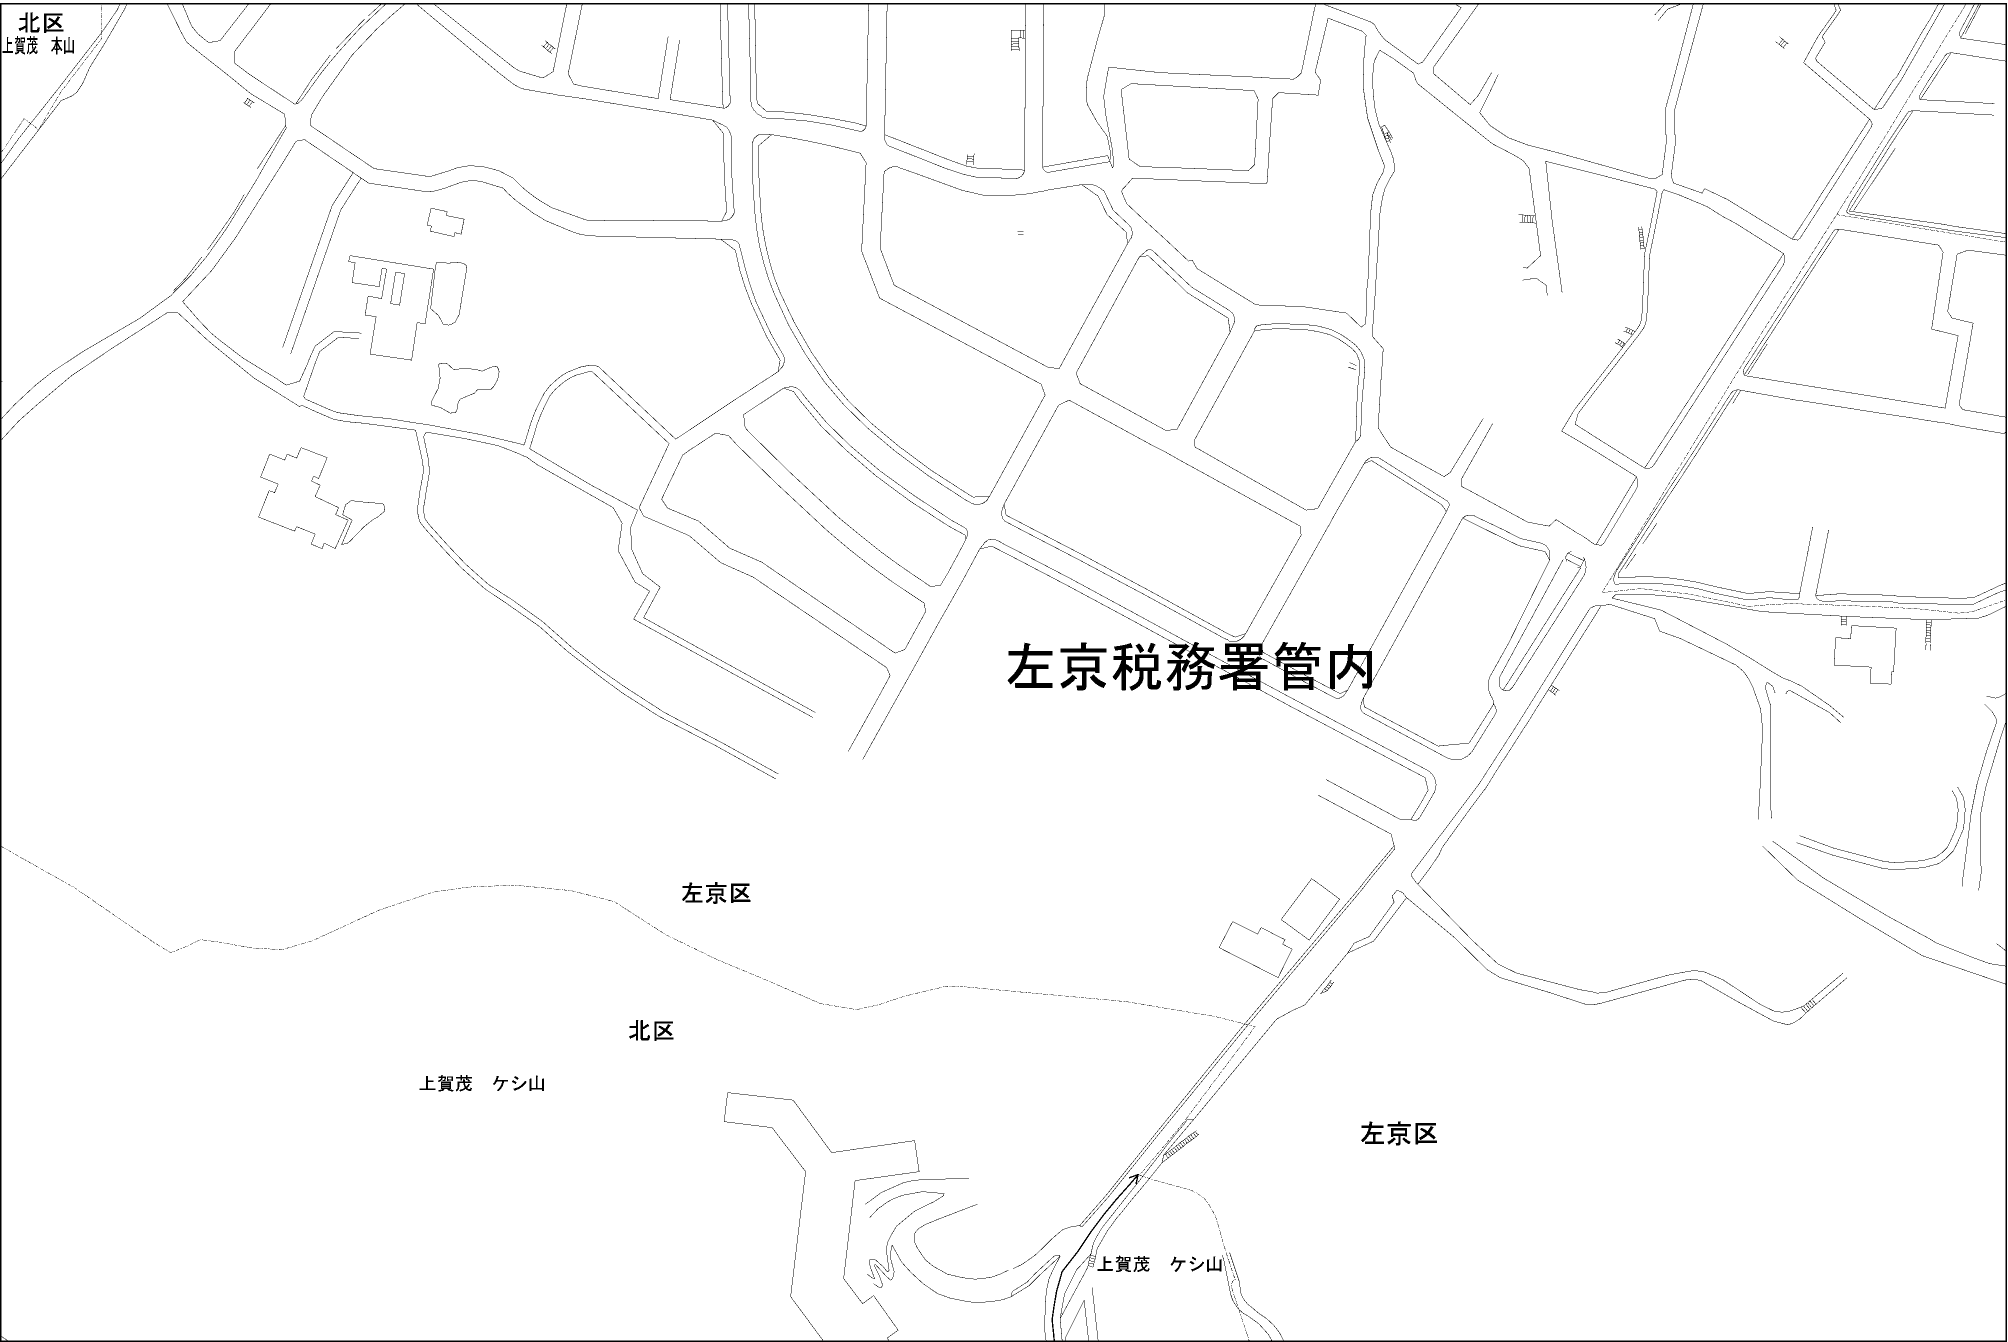 北区
上賀茂　本山
左京税務署管内
左京区
北区
上賀茂　ケシ山
左京区
上賀茂　ケシ山